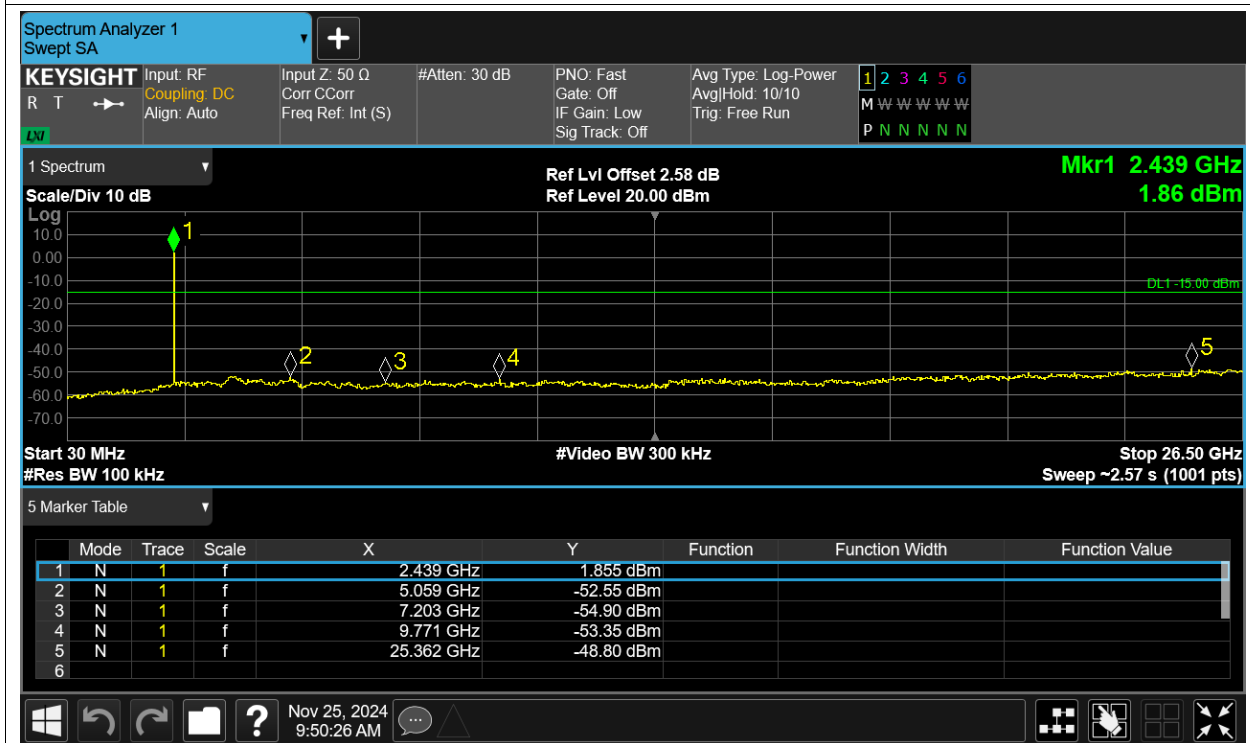 Spectrum Analyzer 1
Swept SA
KEYSIGHT Input: RF Input Z: 50 Ω #Atten: 30 dB PNO: Fast Avg Type: Log-Power 1 2 3 4 5 6
R T Coupling: DC Corr CCorr Gate: Off Avg|Hold: 10/10 M W W W W W
Align: Auto Freq Ref: Int (S) IF Gain: Low Trig: Free Run
LXI Sig Track: Off P N N N N N
1 Spectrum Ref Lvl Offset 2.58 dB Mkr1 2.439 GHz
Scale/Div 10 dB Ref Level 20.00 dBm 1.86 dBm
Log
10.0 1
0.00
-10.0 DL1 -15.00 dBm
-20.0
-30.0
-40.0 2 3 4 5
-50.0
-60.0
-70.0
Start 30 MHz #Video BW 300 kHz Stop 26.50 GHz
#Res BW 100 kHz Sweep ~2.57 s (1001 pts)
5 Marker Table
Mode Trace Scale X Y Function Function Width Function Value
1 N 1 f 2.439 GHz 1.855 dBm
2 N 1 f 5.059 GHz -52.55 dBm
3 N 1 f 7.203 GHz -54.90 dBm
4 N 1 f 9.771 GHz -53.35 dBm
5 N 1 f 25.362 GHz -48.80 dBm
6
? Nov 25, 2024
9:50:26 AM